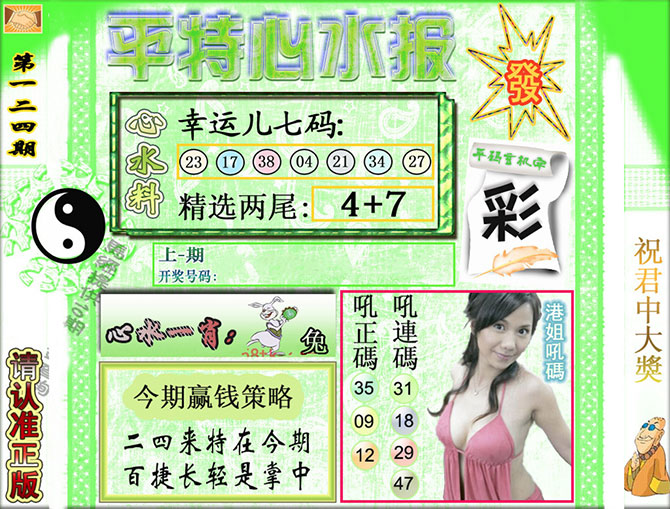 平特心水报
第一二四期
發
心水料
幸运儿七码:
23 17 38 04 21 34 27
精选两尾: 4+7
平码玄机字
彩
上-期
开奖号码:
心水一肖: 兔
今期赢钱策略
二四来特在今期
百捷长轻是掌中
吼正碼
35
09
12
吼連碼
31
18
29
47
港姐吼碼
祝君中大獎
请认准正版